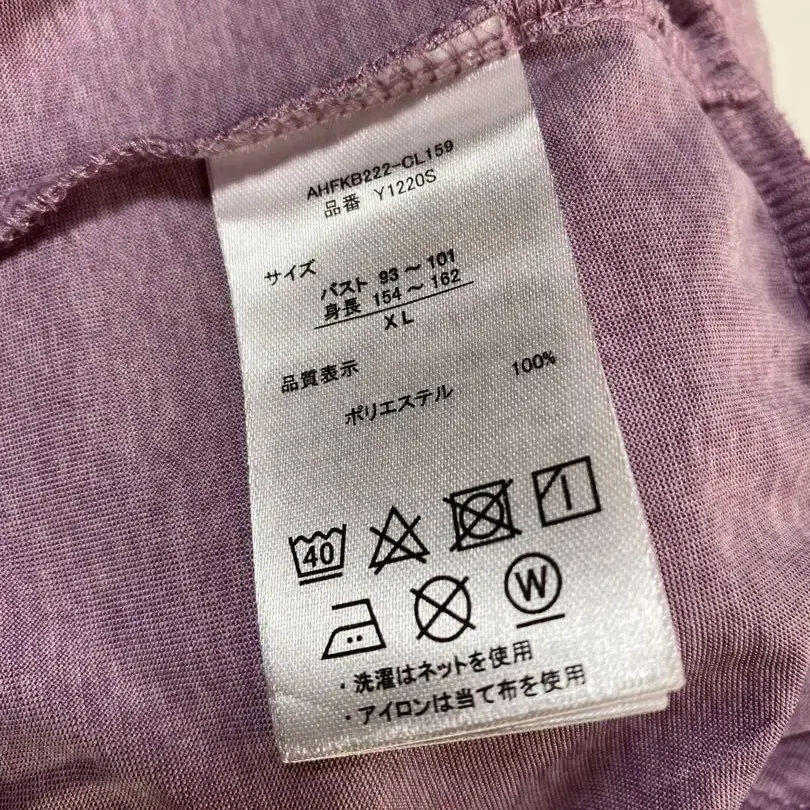 AHFKB222-CL159
品番 Y1220S
サイズ
バスト 93～101
身長 154～162
XL
品質表示
ポリエステル 100%
40
W
・洗濯はネットを使用
・アイロンは当て布を使用